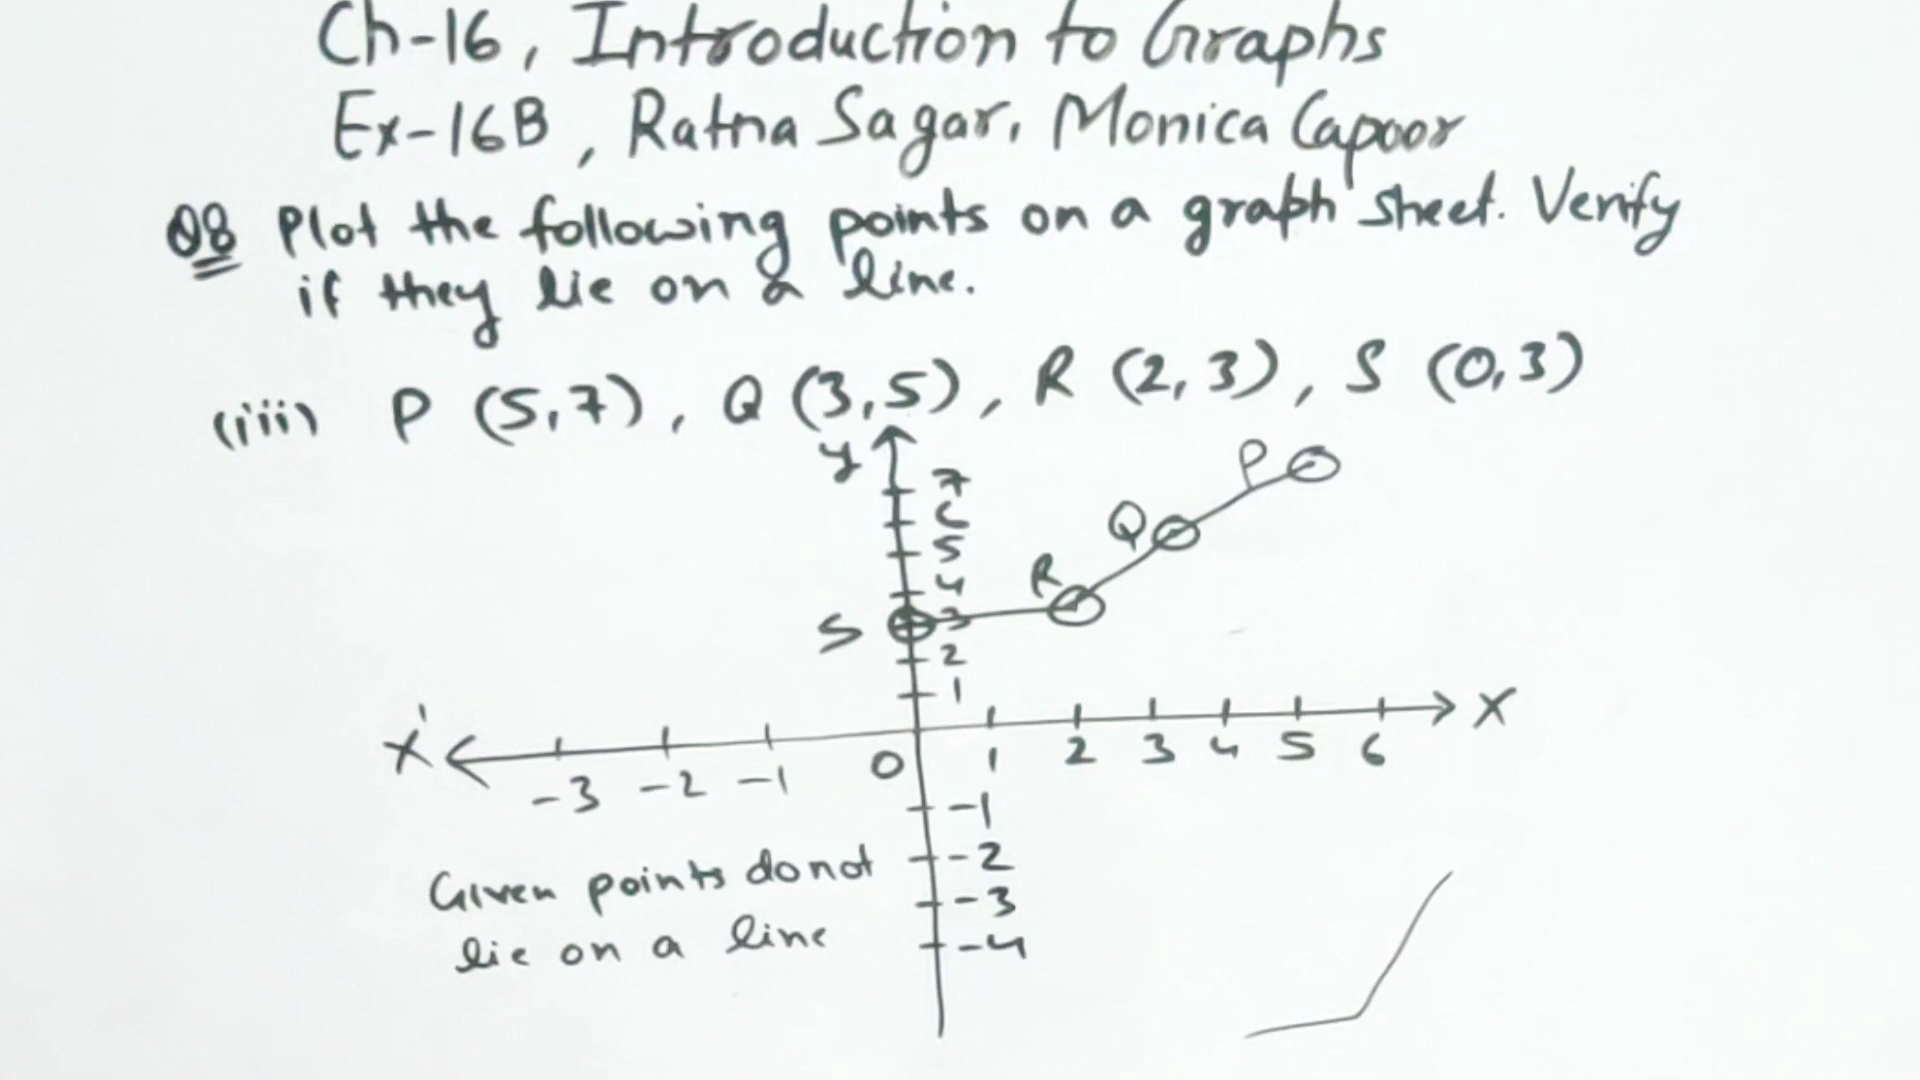 Ch-16, Introduction to Graphs
Ex-16B, Ratna Sagar, Monica Capoor
Q8 Plot the following points on a graph sheet. Verify
if they lie on a line.
(iii) P (5,7), Q (3,5), R (2,3), S (0,3)
Y
7
6
5
4
3
2
1
P
Q
R
S
X' -3 -2 -1 0 1 2 3 4 5 6 X
-1
-2
-3
-4
Given points do not
lie on a line